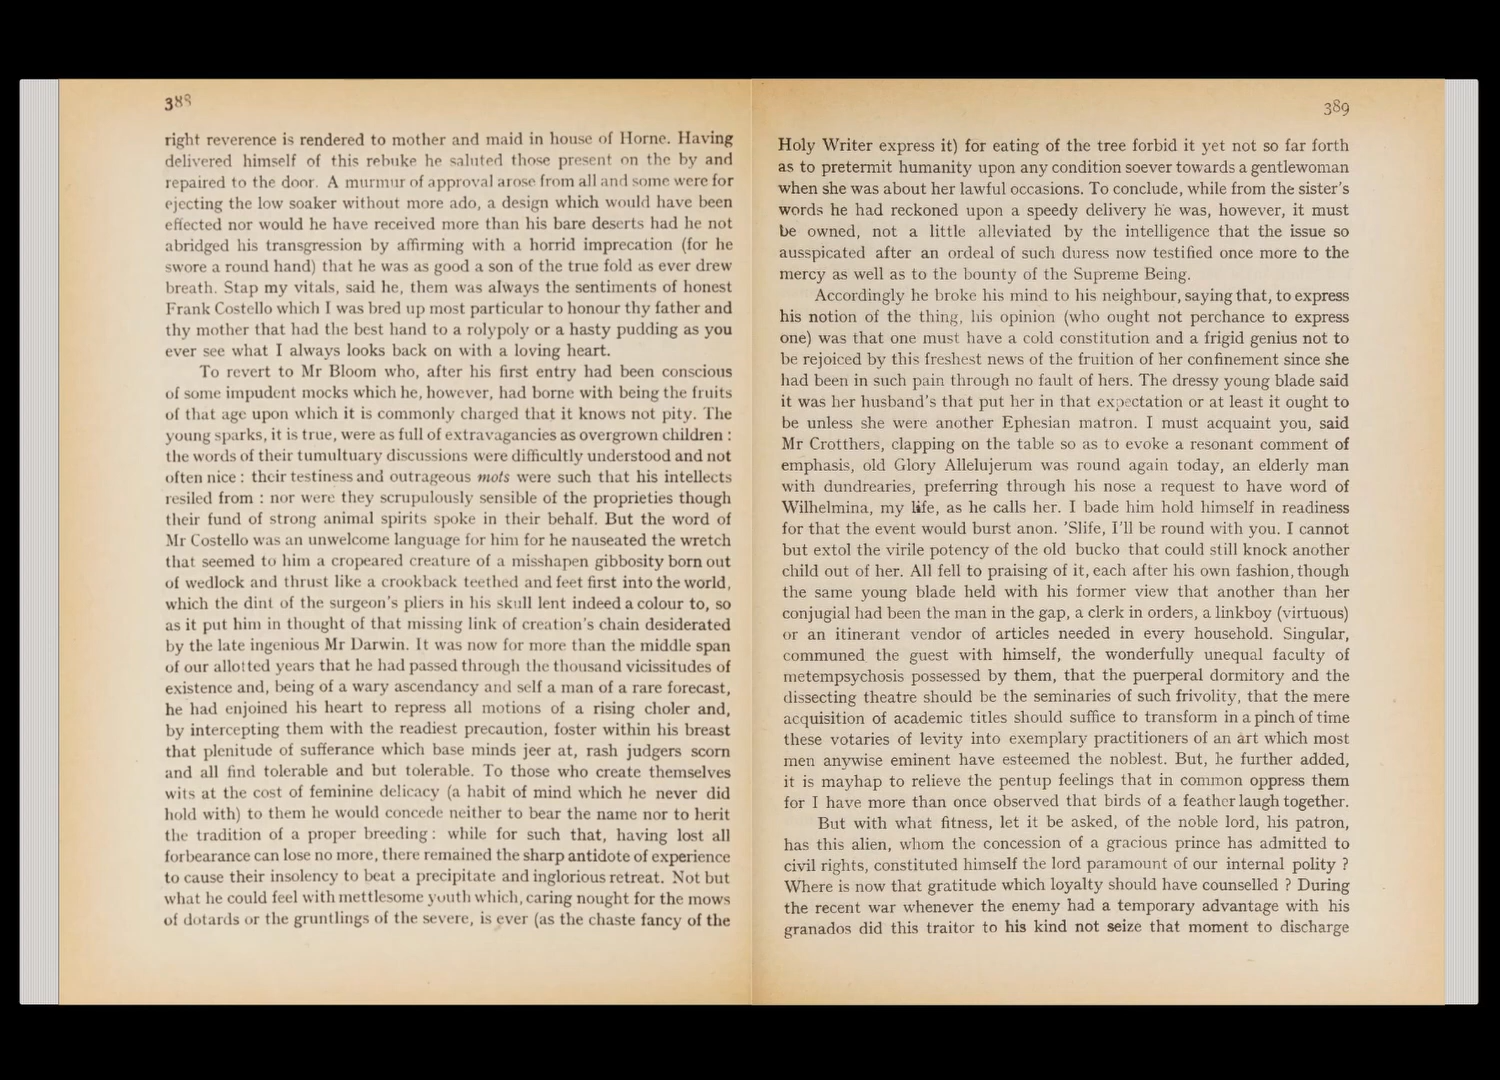 388
right reverence is rendered to mother and maid in house of Horne. Having
delivered himself of this rebuke he saluted those present on the by and
repaired to the door. A murmur of approval arose from all and some were for
ejecting the low soaker without more ado, a design which would have been
effected nor would he have received more than his bare deserts had he not
abridged his transgression by affirming with a horrid imprecation (for he
swore a round hand) that he was as good a son of the true fold as ever drew
breath. Stap my vitals, said he, them was always the sentiments of honest
Frank Costello which I was bred up most particular to honour thy father and
thy mother that had the best hand to a rolypoly or a hasty pudding as you
ever see what I always looks back on with a loving heart.
To revert to Mr Bloom who, after his first entry had been conscious
of some impudent mocks which he, however, had borne with being the fruits
of that age upon which it is commonly charged that it knows not pity. The
young sparks, it is true, were as full of extravagancies as overgrown children :
the words of their tumultuary discussions were difficultly understood and not
often nice : their testiness and outrageous mots were such that his intellects
resiled from : nor were they scrupulously sensible of the proprieties though
their fund of strong animal spirits spoke in their behalf. But the word of
Mr Costello was an unwelcome language for him for he nauseated the wretch
that seemed to him a cropeared creature of a misshapen gibbosity born out
of wedlock and thrust like a crookback teethed and feet first into the world,
which the dint of the surgeon's pliers in his skull lent indeed a colour to, so
as it put him in thought of that missing link of creation's chain desiderated
by the late ingenious Mr Darwin. It was now for more than the middle span
of our allotted years that he had passed through the thousand vicissitudes of
existence and, being of a wary ascendancy and self a man of a rare forecast,
he had enjoined his heart to repress all motions of a rising choler and,
by intercepting them with the readiest precaution, foster within his breast
that plenitude of sufferance which base minds jeer at, rash judgers scorn
and all find tolerable and but tolerable. To those who create themselves
wits at the cost of feminine delicacy (a habit of mind which he never did
hold with) to them he would concede neither to bear the name nor to herit
the tradition of a proper breeding : while for such that, having lost all
forbearance can lose no more, there remained the sharp antidote of experience
to cause their insolency to beat a precipitate and inglorious retreat. Not but
what he could feel with mettlesome youth which, caring nought for the mows
of dotards or the gruntlings of the severe, is ever (as the chaste fancy of the
389
Holy Writer express it) for eating of the tree forbid it yet not so far forth
as to pretermit humanity upon any condition soever towards a gentlewoman
when she was about her lawful occasions. To conclude, while from the sister's
words he had reckoned upon a speedy delivery he was, however, it must
be owned, not a little alleviated by the intelligence that the issue so
ausspicated after an ordeal of such duress now testified once more to the
mercy as well as to the bounty of the Supreme Being.
Accordingly he broke his mind to his neighbour, saying that, to express
his notion of the thing, his opinion (who ought not perchance to express
one) was that one must have a cold constitution and a frigid genius not to
be rejoiced by this freshest news of the fruition of her confinement since she
had been in such pain through no fault of hers. The dressy young blade said
it was her husband's that put her in that expectation or at least it ought to
be unless she were another Ephesian matron. I must acquaint you, said
Mr Crotthers, clapping on the table so as to evoke a resonant comment of
emphasis, old Glory Allelujerum was round again today, an elderly man
with dundrearies, preferring through his nose a request to have word of
Wilhelmina, my life, as he calls her. I bade him hold himself in readiness
for that the event would burst anon. 'Slife, I'll be round with you. I cannot
but extol the virile potency of the old bucko that could still knock another
child out of her. All fell to praising of it, each after his own fashion, though
the same young blade held with his former view that another than her
conjugial had been the man in the gap, a clerk in orders, a linkboy (virtuous)
or an itinerant vendor of articles needed in every household. Singular,
communed the guest with himself, the wonderfully unequal faculty of
metempsychosis possessed by them, that the puerperal dormitory and the
dissecting theatre should be the seminaries of such frivolity, that the mere
acquisition of academic titles should suffice to transform in a pinch of time
these votaries of levity into exemplary practitioners of an art which most
men anywise eminent have esteemed the noblest. But, he further added,
it is mayhap to relieve the pentup feelings that in common oppress them
for I have more than once observed that birds of a feather laugh together.
But with what fitness, let it be asked, of the noble lord, his patron,
has this alien, whom the concession of a gracious prince has admitted to
civil rights, constituted himself the lord paramount of our internal polity ?
Where is now that gratitude which loyalty should have counselled ? During
the recent war whenever the enemy had a temporary advantage with his
granados did this traitor to his kind not seize that moment to discharge